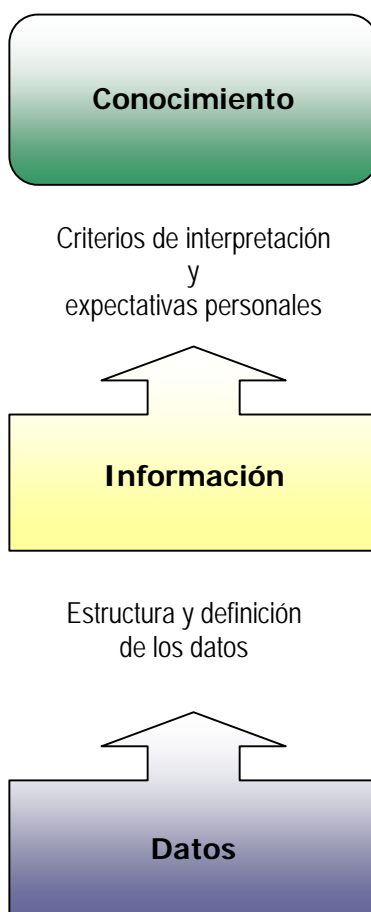 Conocimiento
Criterios de interpretación
y
expectativas personales
Información
Estructura y definición
de los datos
Datos